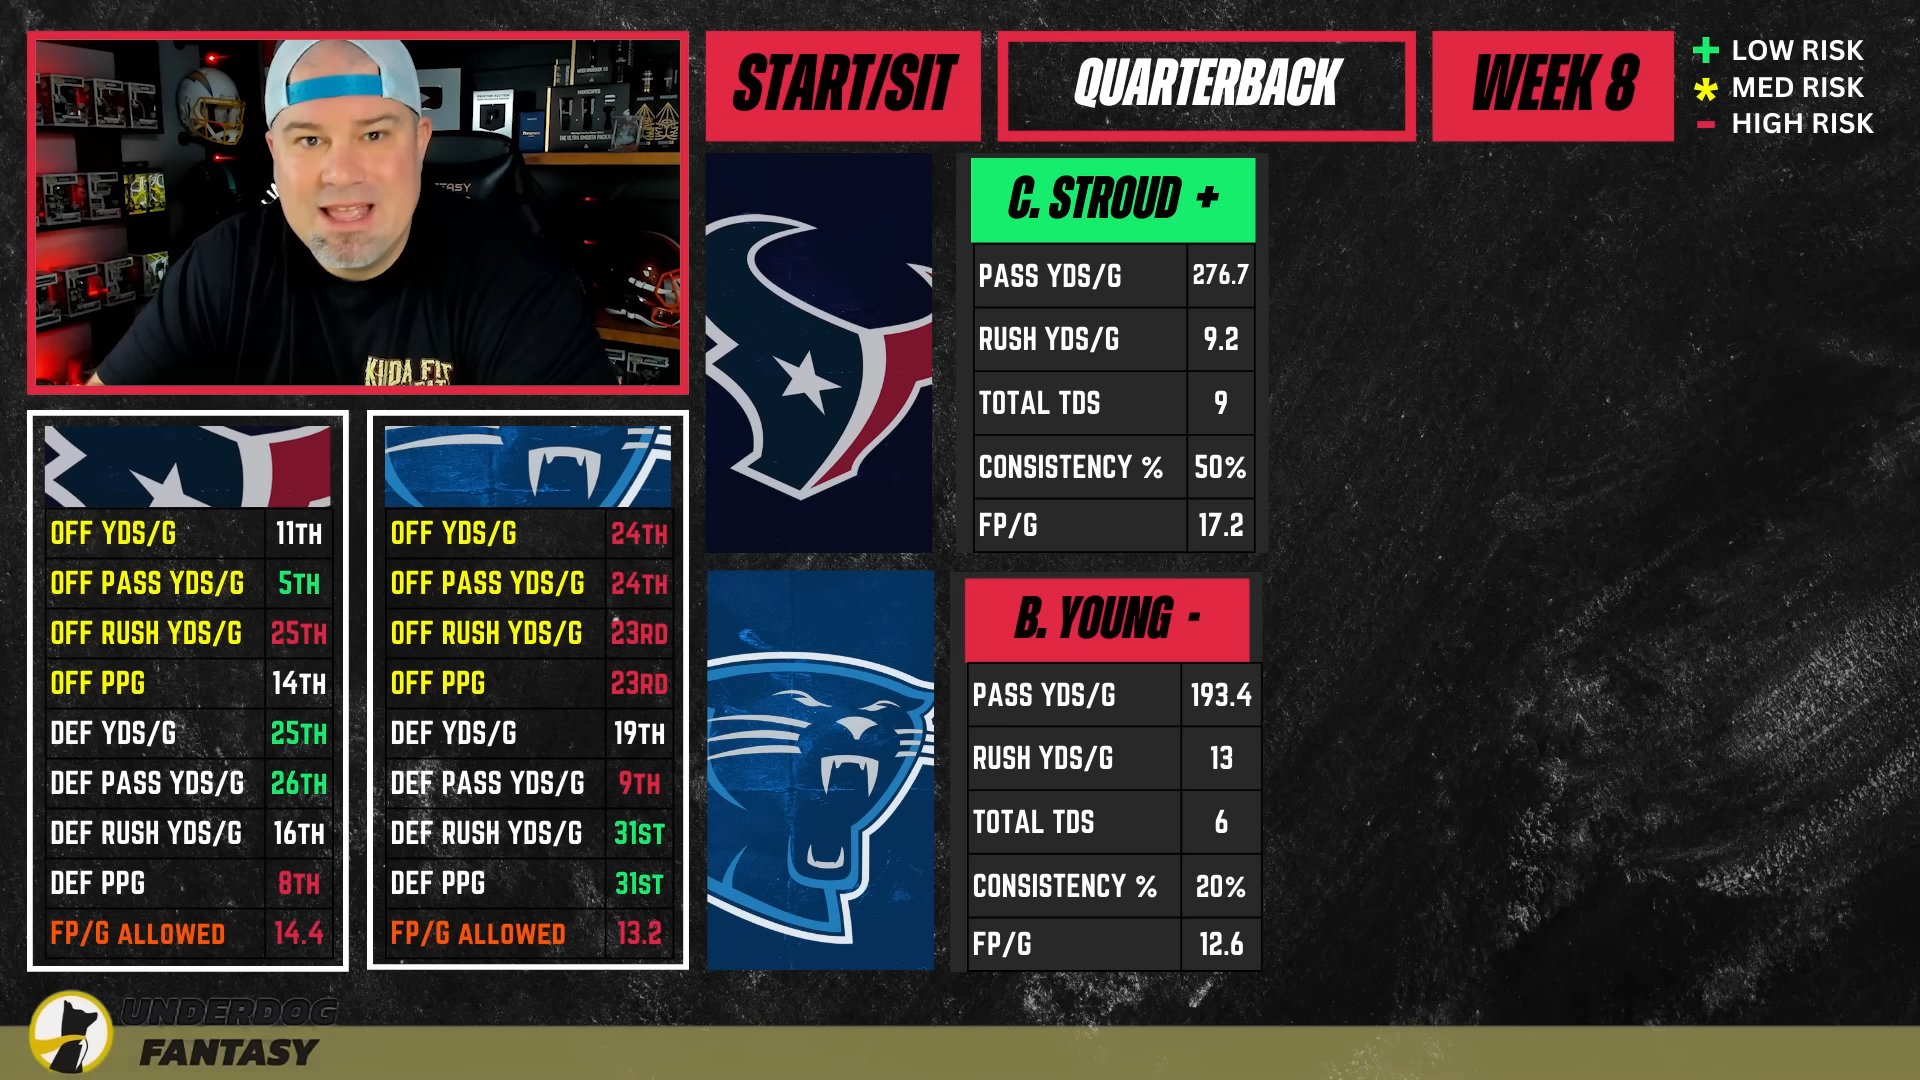 START/SIT
QUARTERBACK
WEEK 8
+ LOW RISK
* MED RISK
- HIGH RISK
KUDA FIT
C. STROUD +
PASS YDS/G 276.7
RUSH YDS/G 9.2
TOTAL TDS 9
CONSISTENCY % 50%
FP/G 17.2
B. YOUNG -
PASS YDS/G 193.4
RUSH YDS/G 13
TOTAL TDS 6
CONSISTENCY % 20%
FP/G 12.6
OFF YDS/G 11TH
OFF PASS YDS/G 5TH
OFF RUSH YDS/G 25TH
OFF PPG 14TH
DEF YDS/G 25TH
DEF PASS YDS/G 26TH
DEF RUSH YDS/G 16TH
DEF PPG 8TH
FP/G ALLOWED 14.4
OFF YDS/G 24TH
OFF PASS YDS/G 24TH
OFF RUSH YDS/G 23RD
OFF PPG 23RD
DEF YDS/G 19TH
DEF PASS YDS/G 9TH
DEF RUSH YDS/G 31ST
DEF PPG 31ST
FP/G ALLOWED 13.2
UNDERDOG
FANTASY